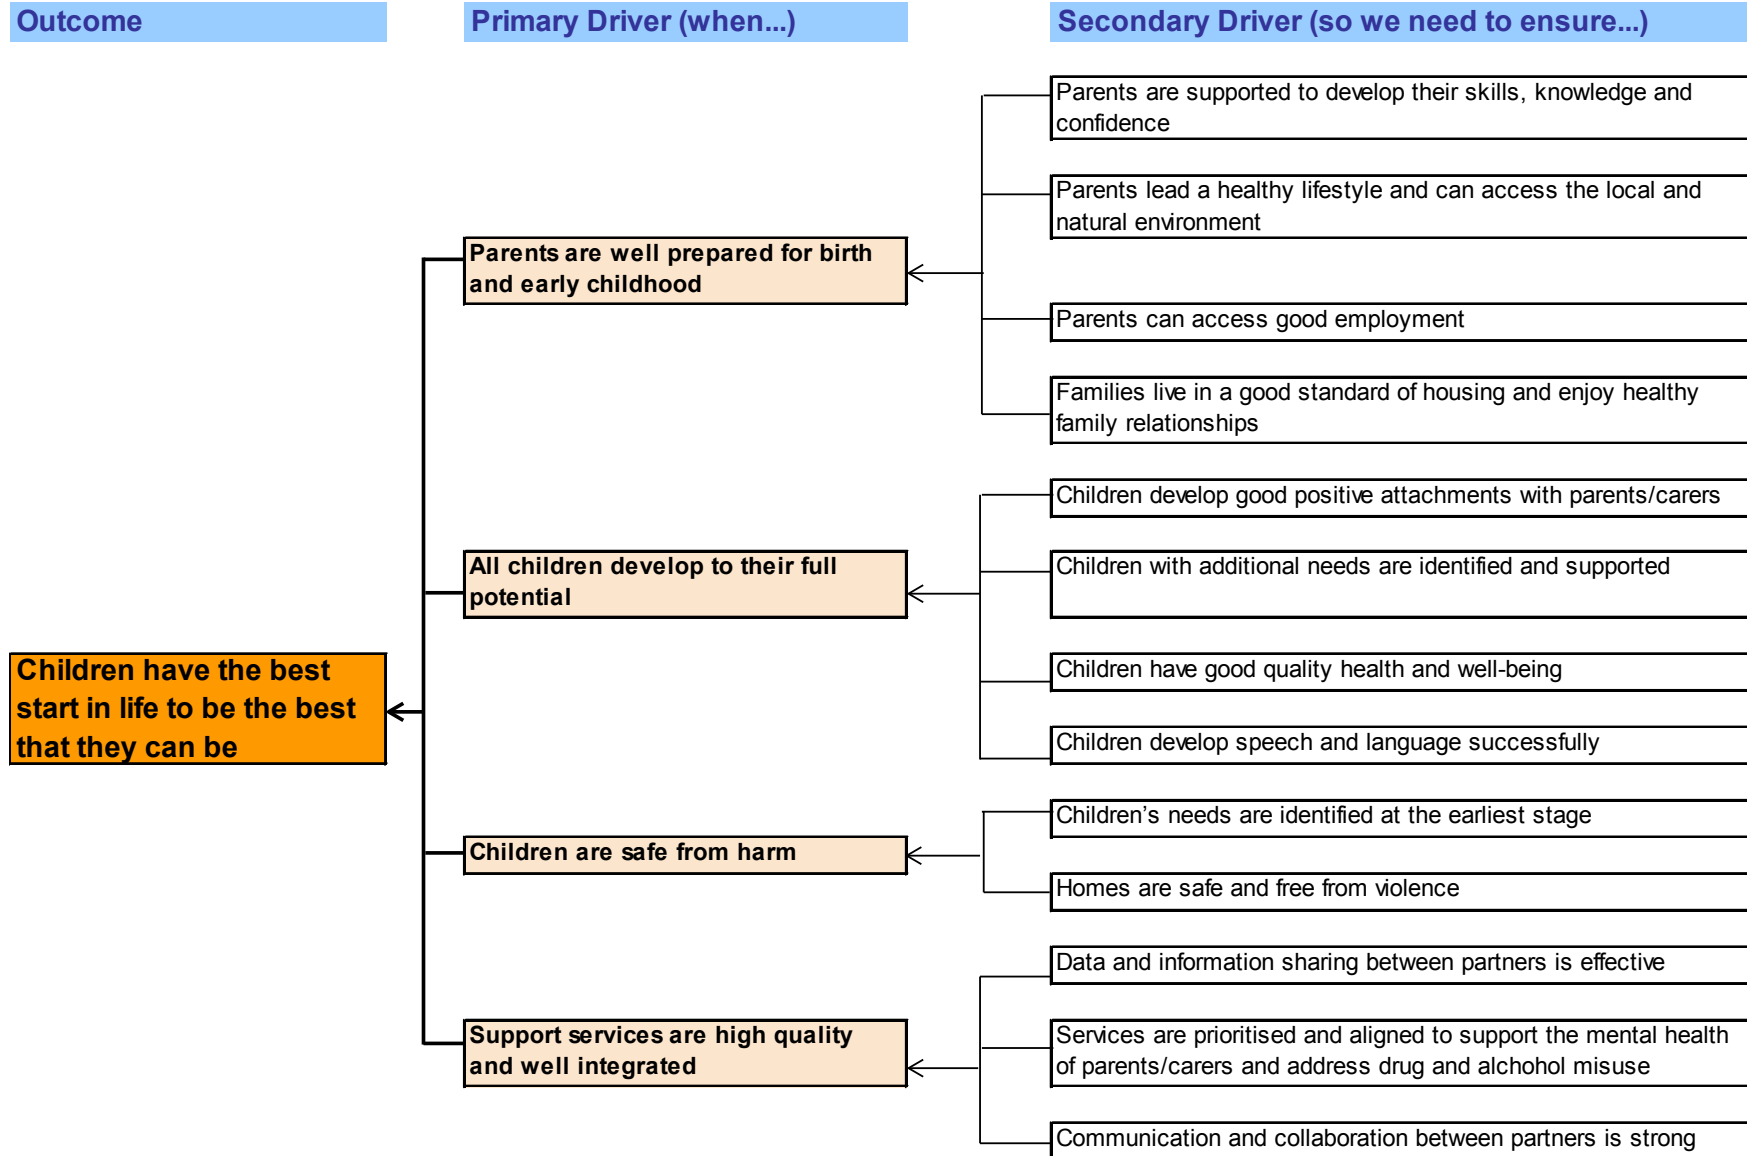 Outcome
Primary Driver (when...)
Secondary Driver (so we need to ensure...)
Parents are supported to develop their skills, knowledge and
confidence
Parents lead a healthy lifestyle and can access the local and
natural environment
Parents are well prepared for birth
and early childhood
Parents can access good employment
Families live in a good standard of housing and enjoy healthy
family relationships
Children develop good positive attachments with parents/carers
All children develop to their full
potential
Children with additional needs are identified and supported
Children have the best
start in life to be the best
that they can be
Children have good quality health and well-being
Children develop speech and language successfully
Children’s needs are identified at the earliest stage
Children are safe from harm
Homes are safe and free from violence
Data and information sharing between partners is effective
Support services are high quality
and well integrated
Services are prioritised and aligned to support the mental health
of parents/carers and address drug and alchohol misuse
Communication and collaboration between partners is strong